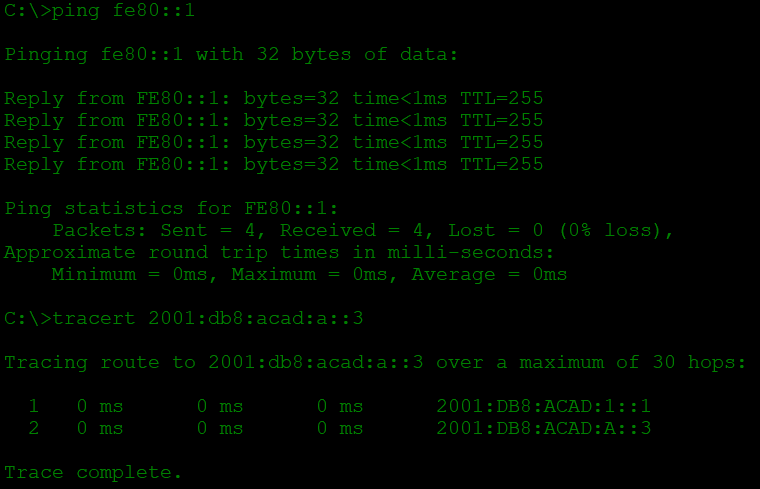 C:\>ping fe80::1
Pinging fe80::1 with 32 bytes of data:
Reply from FE80::1: bytes=32 time<1ms TTL=255
Reply from FE80::1: bytes=32 time<1ms TTL=255
Reply from FE80::1: bytes=32 time<1ms TTL=255
Reply from FE80::1: bytes=32 time<1ms TTL=255
Ping statistics for FE80::1:
    Packets: Sent = 4, Received = 4, Lost = 0 (0% loss),
Approximate round trip times in milli-seconds:
    Minimum = 0ms, Maximum = 0ms, Average = 0ms
C:\>tracert 2001:db8:acad:a::3
Tracing route to 2001:db8:acad:a::3 over a maximum of 30 hops:
  1   0 ms      0 ms      0 ms      2001:DB8:ACAD:1::1
  2   0 ms      0 ms      0 ms      2001:DB8:ACAD:A::3
Trace complete.